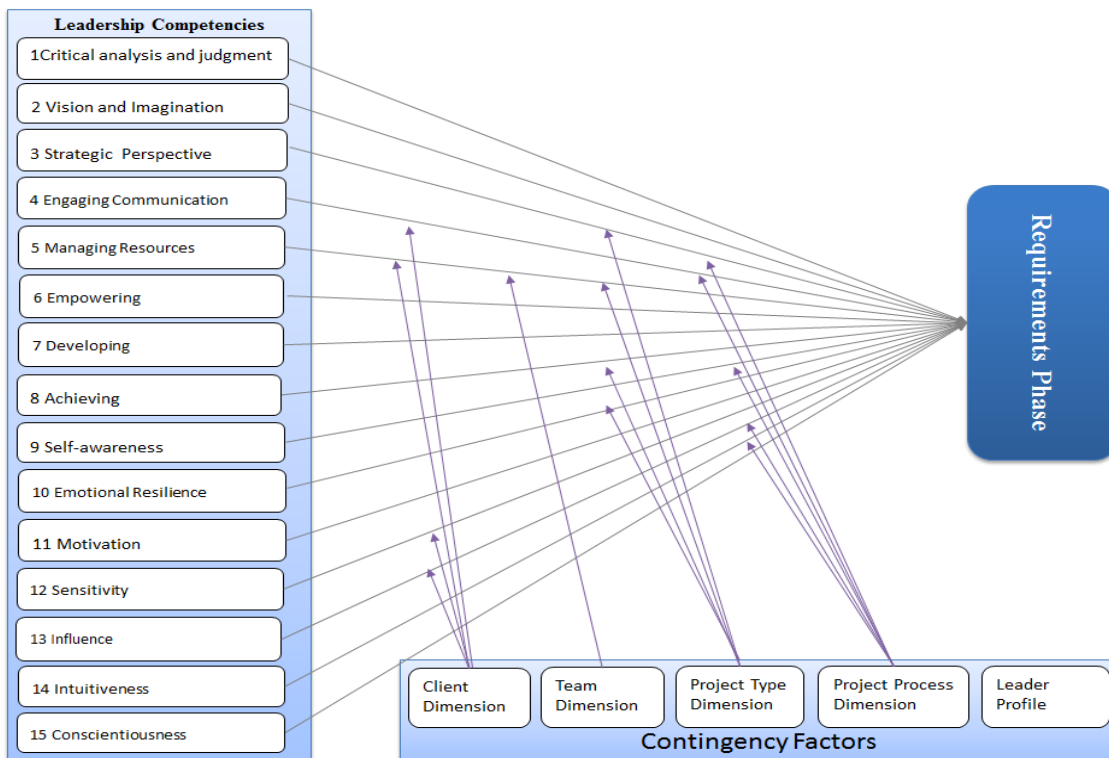 Leadership Competencies
1Critical analysis and judgment
2 Vision and Imagination
3 Strategic Perspective
4 Engaging Communication
5 Managing Resources
6 Empowering
7 Developing
8 Achieving
9 Self-awareness
10 Emotional Resilience
11 Motivation
12 Sensitivity
13 Influence
14 Intuitiveness
15 Conscientiousness
Requirements Phase
Client
Dimension
Team
Dimension
Project Type
Dimension
Project Process
Dimension
Leader
Profile
Contingency Factors